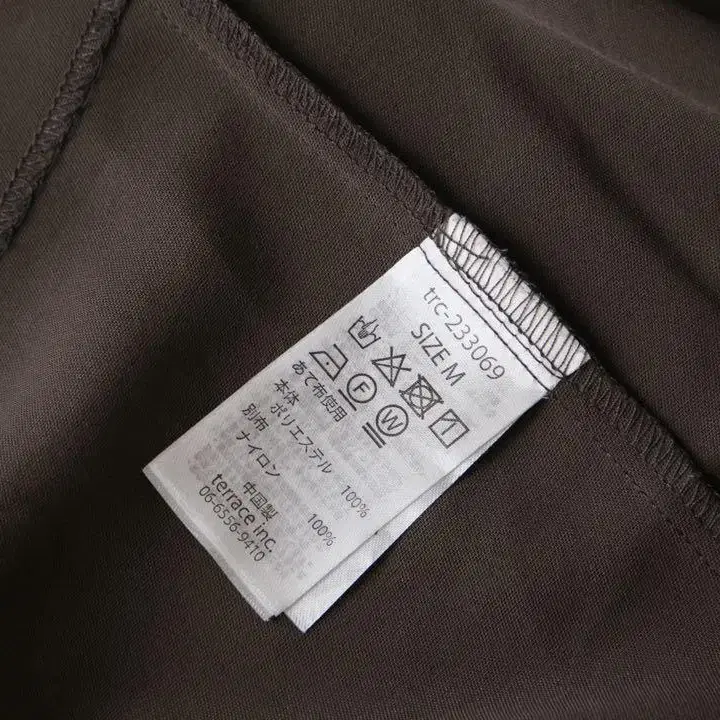 trc-233069
SIZE M
F W
あて布使用
本体 ポリエステル 100%
別布 ナイロン 100%
中国製
terrace inc.
06-6556-9410